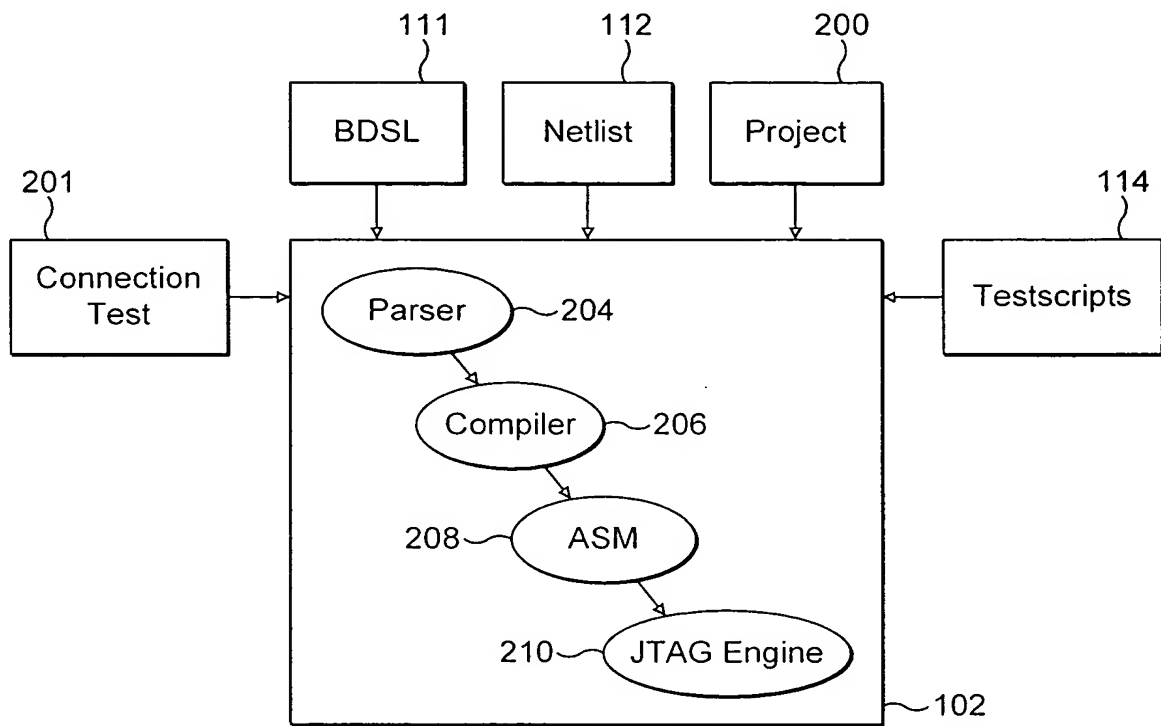 111
112
200
BDSL
Netlist
Project
201
114
Connection
Test
Testscripts
Parser
204
Compiler
206
208
ASM
210
JTAG Engine
102